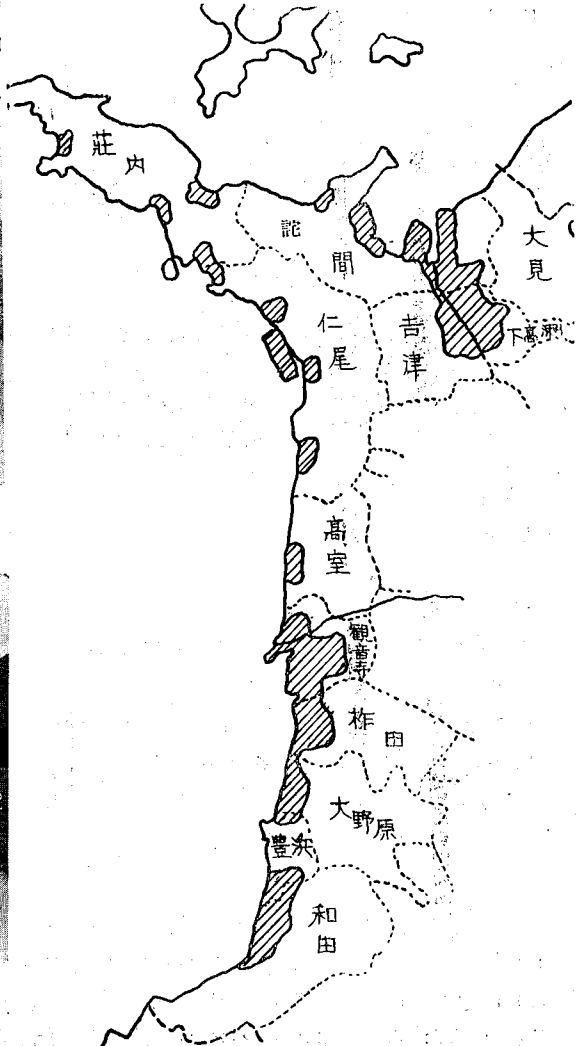 荘内
詫間
大見
仁尾
吉津
下高瀬
高室
観音寺
柞田
大野原
豊浜
和田